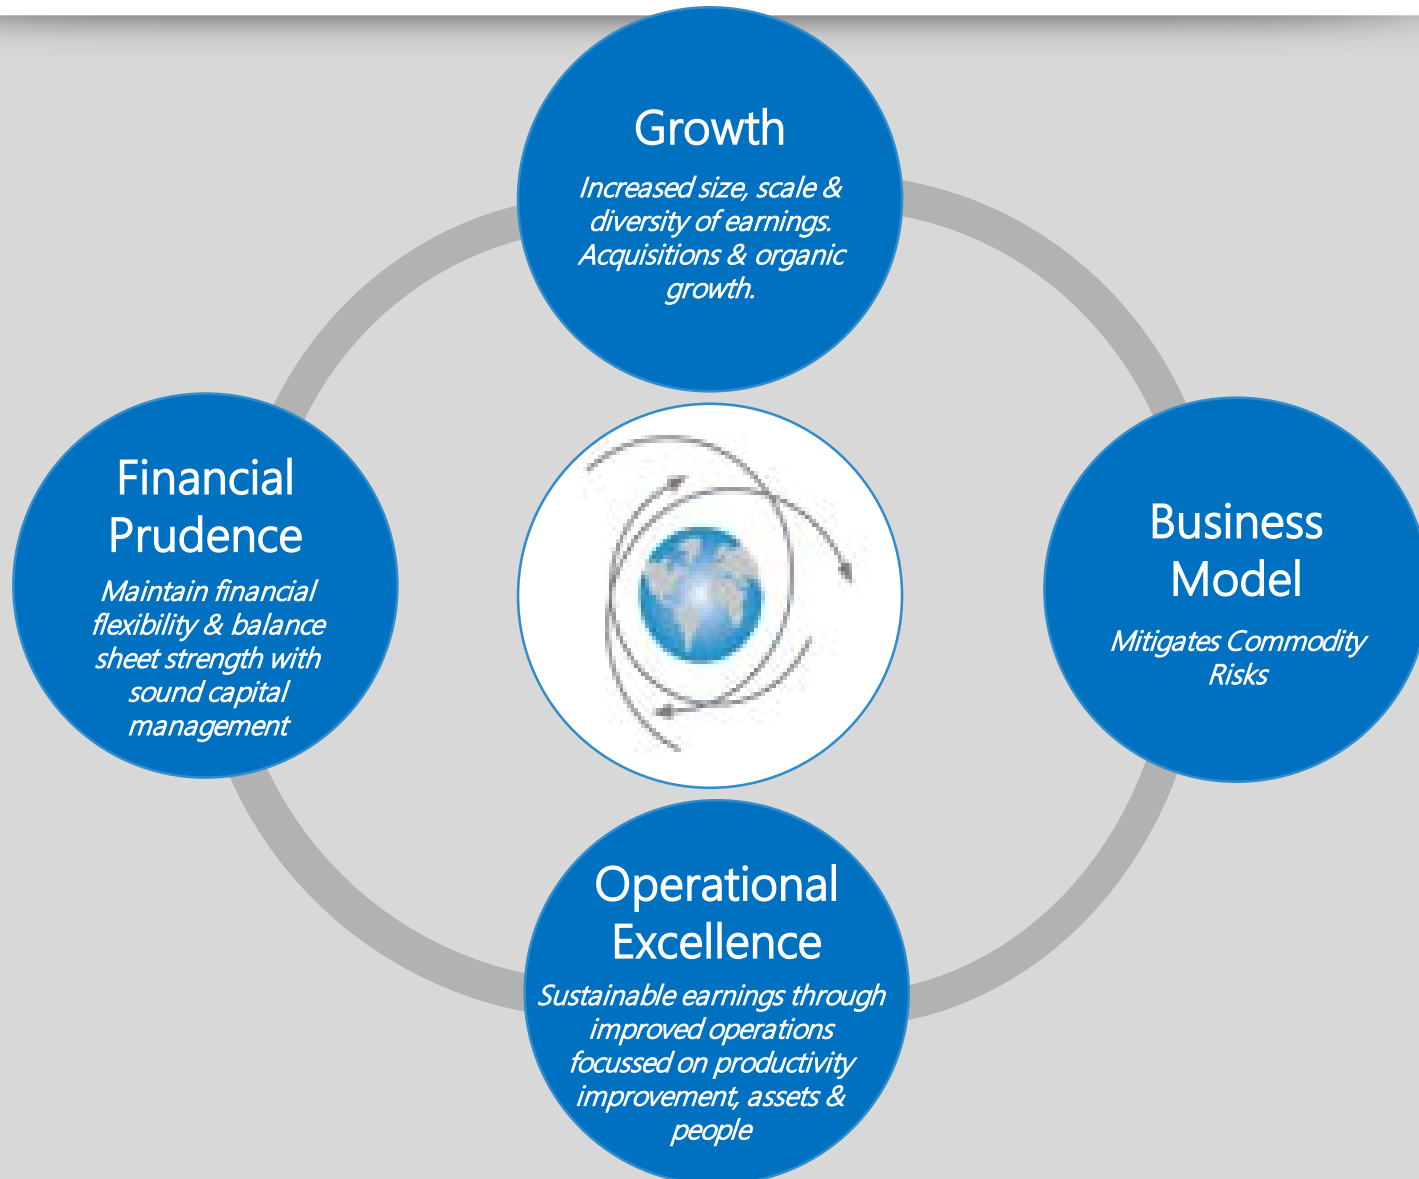 Growth
Increased size, scale &
diversity of earnings.
Acquisitions & organic
growth.
Financial
Prudence
Maintain financial
flexibility & balance
sheet strength with
sound capital
management
Business
Model
Mitigates Commodity
Risks
Operational
Excellence
Sustainable earnings through
improved operations
focussed on productivity
improvement, assets &
people